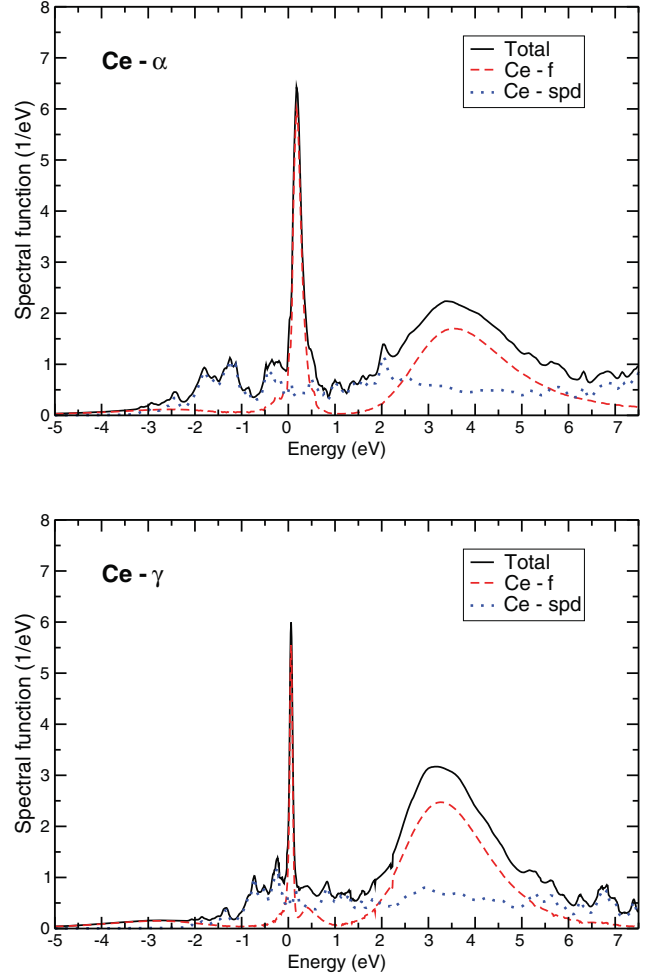 8
7
6
5
4
3
2
1
0
Spectral function (1/eV)
Ce - α
Total
Ce - f
Ce - spd
-5 -4 -3 -2 -1 0 1 2 3 4 5 6 7
Energy (eV)
8
7
6
5
4
3
2
1
0
Spectral function (1/eV)
Ce - γ
Total
Ce - f
Ce - spd
-5 -4 -3 -2 -1 0 1 2 3 4 5 6 7
Energy (eV)